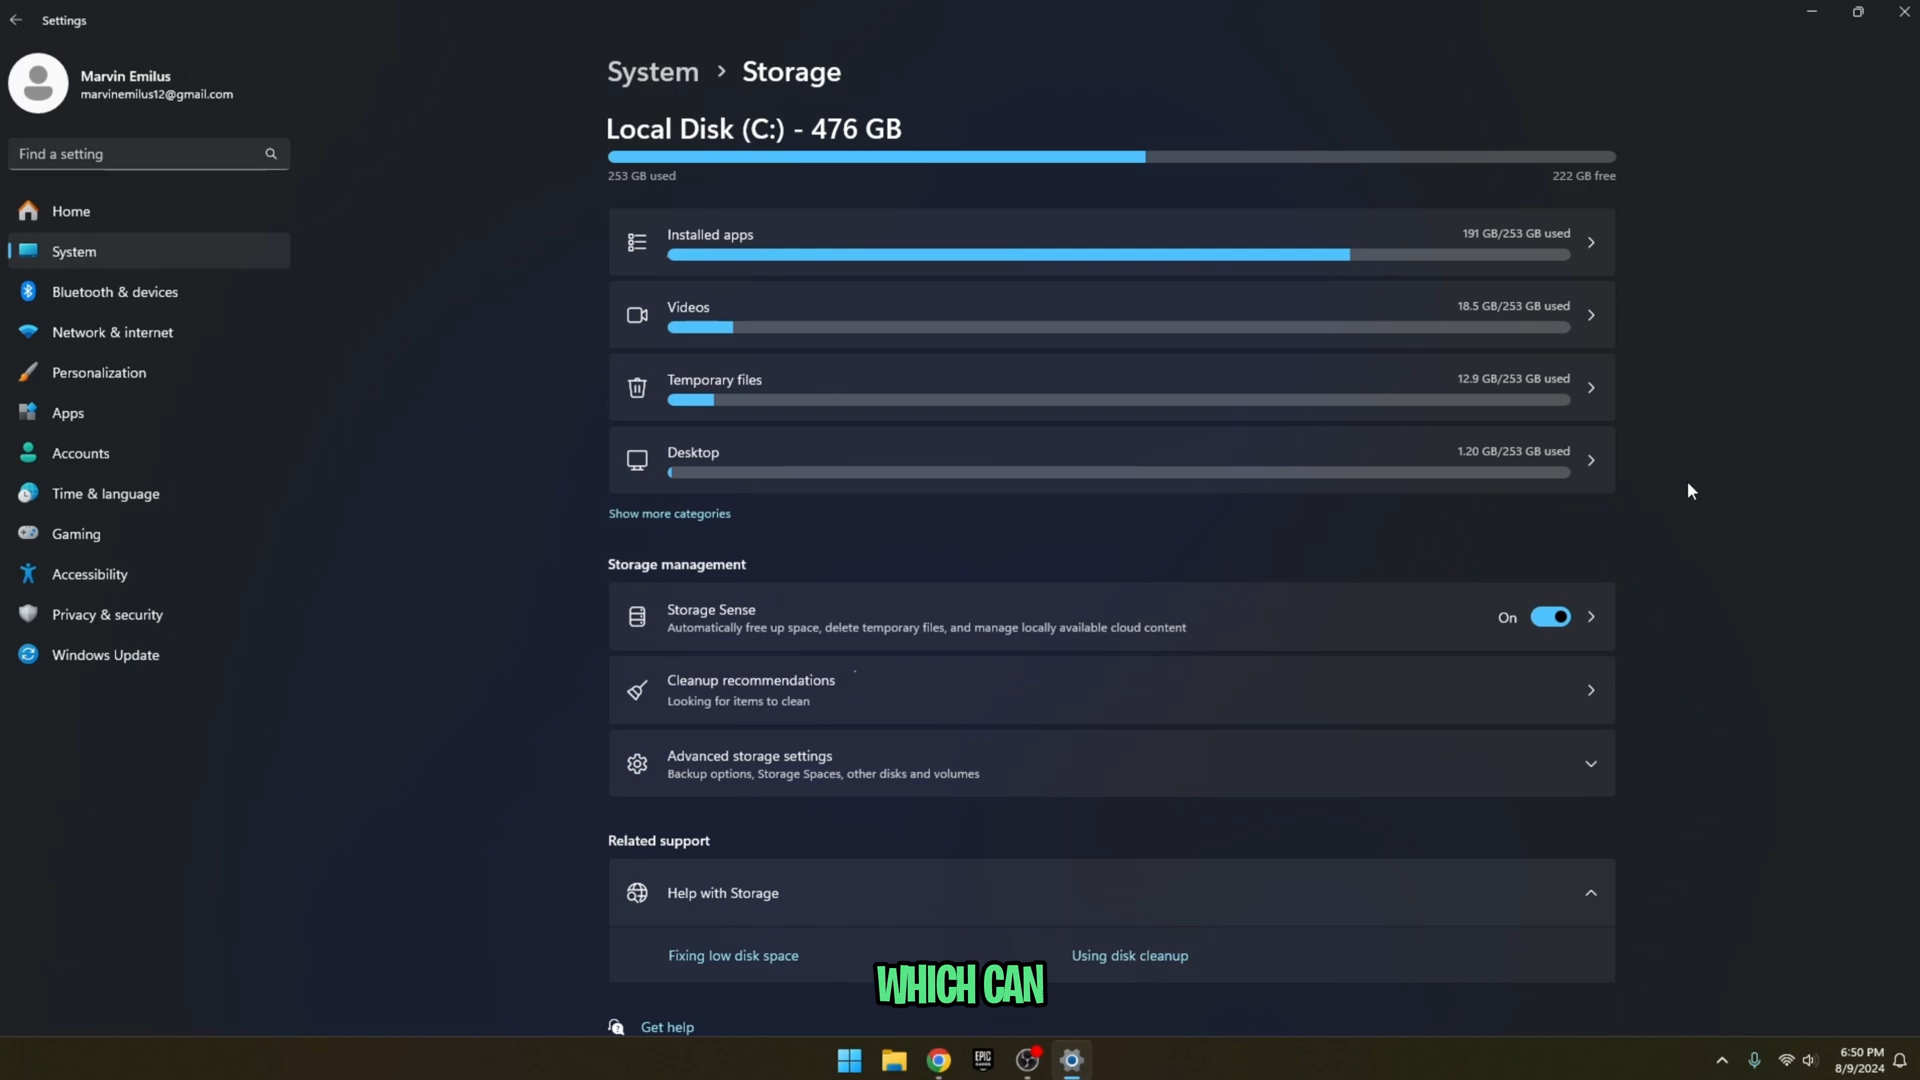 Settings
Marvin Emilus
marvinemilus12@gmail.com
Find a setting
Home
System
Bluetooth & devices
Network & internet
Personalization
Apps
Accounts
Time & language
Gaming
Accessibility
Privacy & security
Windows Update
System > Storage
Local Disk (C:) - 476 GB
253 GB used 222 GB free
Installed apps 191 GB/253 GB used
Videos 18.5 GB/253 GB used
Temporary files 12.9 GB/253 GB used
Desktop 1.20 GB/253 GB used
Show more categories
Storage management
Storage Sense On
Automatically free up space, delete temporary files, and manage locally available cloud content
Cleanup recommendations
Looking for items to clean
Advanced storage settings
Backup options, Storage Spaces, other disks and volumes
Related support
Help with Storage
Fixing low disk space Using disk cleanup
WHICH CAN
Get help
EPIC
GAMES
6:50 PM
8/9/2024